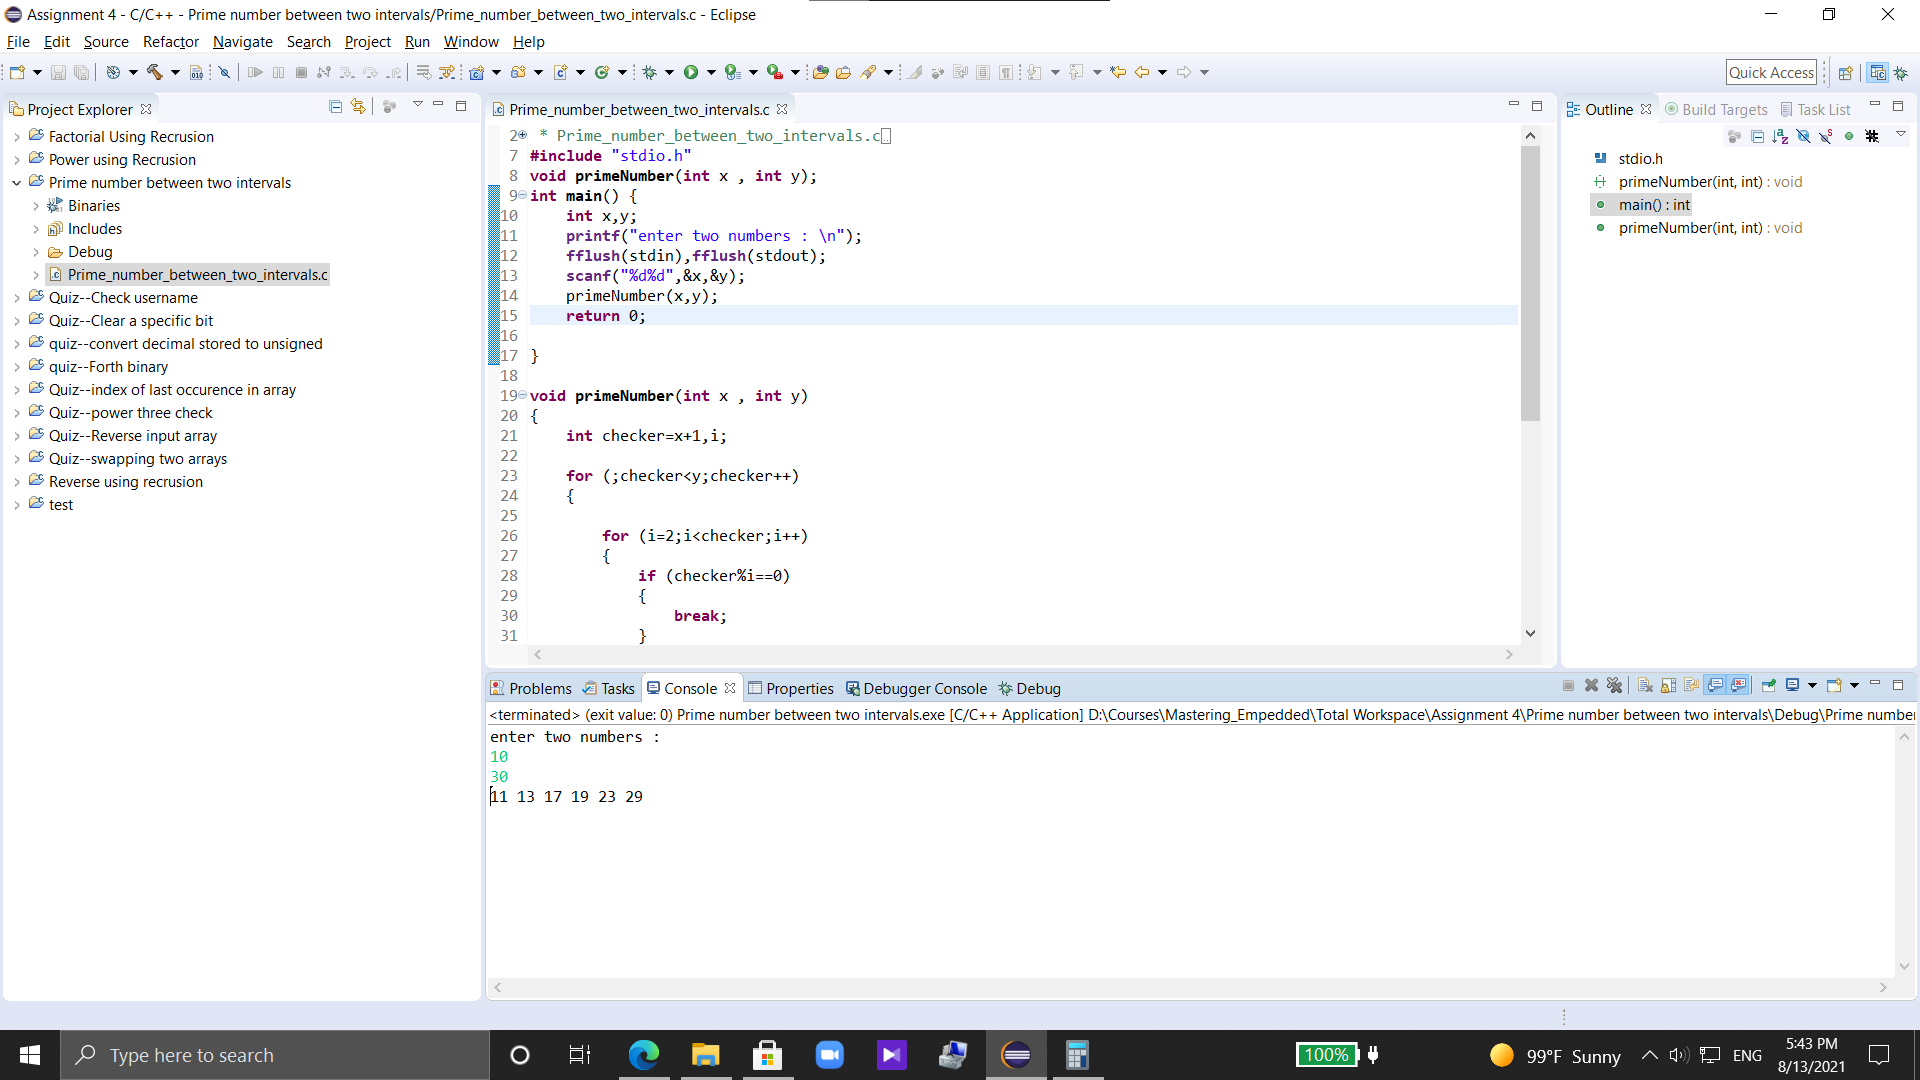 Assignment 4 - C/C++ - Prime number between two intervals/Prime_number_between_two_intervals.c - Eclipse
File Edit Source Refactor Navigate Search Project Run Window Help
Quick Access
Project Explorer
Factorial Using Recrusion
Power using Recrusion
Prime number between two intervals
Binaries
Includes
Debug
Prime_number_between_two_intervals.c
Quiz--Check username
Quiz--Clear a specific bit
quiz--convert decimal stored to unsigned
quiz--Forth binary
Quiz--index of last occurence in array
Quiz--power three check
Quiz--Reverse input array
Quiz--swapping two arrays
Reverse using recrusion
test
Prime_number_between_two_intervals.c
2 * Prime_number_between_two_intervals.c
7 #include "stdio.h"
8 void primeNumber(int x , int y);
9 int main() {
10 int x,y;
11 printf("enter two numbers : \n");
12 fflush(stdin),fflush(stdout);
13 scanf("%d%d",&x,&y);
14 primeNumber(x,y);
15 return 0;
16
17 }
18
19 void primeNumber(int x , int y)
20 {
21 int checker=x+1,i;
22
23 for (;checker<y;checker++)
24 {
25
26 for (i=2;i<checker;i++)
27 {
28 if (checker%i==0)
29 {
30 break;
31 }
Outline Build Targets Task List
stdio.h
primeNumber(int, int) : void
main() : int
primeNumber(int, int) : void
Problems Tasks Console Properties Debugger Console Debug
<terminated> (exit value: 0) Prime number between two intervals.exe [C/C++ Application] D:\Courses\Mastering_Empedded\Total Workspace\Assignment 4\Prime number between two intervals\Debug\Prime number
enter two numbers :
10
30
11 13 17 19 23 29
Type here to search
100%
99°F Sunny
ENG
5:43 PM
8/13/2021